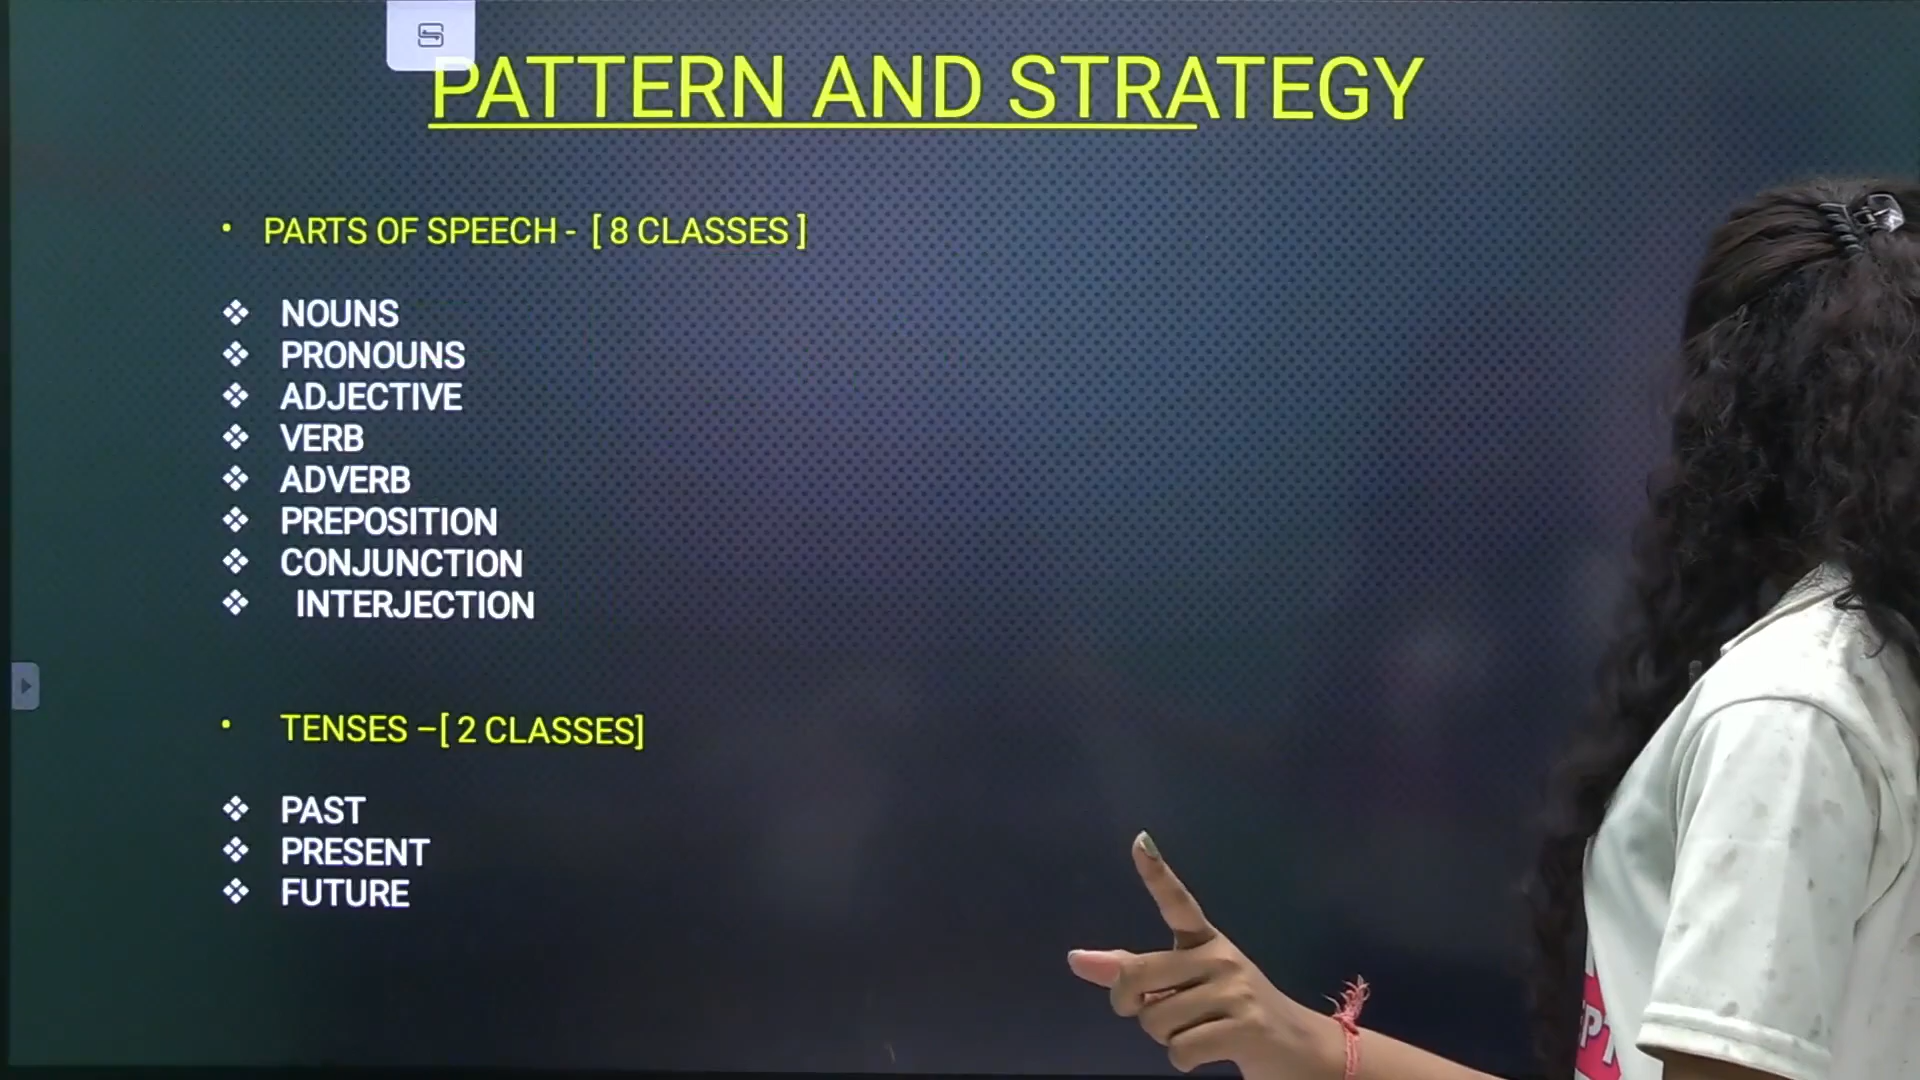 PATTERN AND STRATEGY
• PARTS OF SPEECH - [ 8 CLASSES ]
❖ NOUNS
❖ PRONOUNS
❖ ADJECTIVE
❖ VERB
❖ ADVERB
❖ PREPOSITION
❖ CONJUNCTION
❖ INTERJECTION
• TENSES –[ 2 CLASSES]
❖ PAST
❖ PRESENT
❖ FUTURE